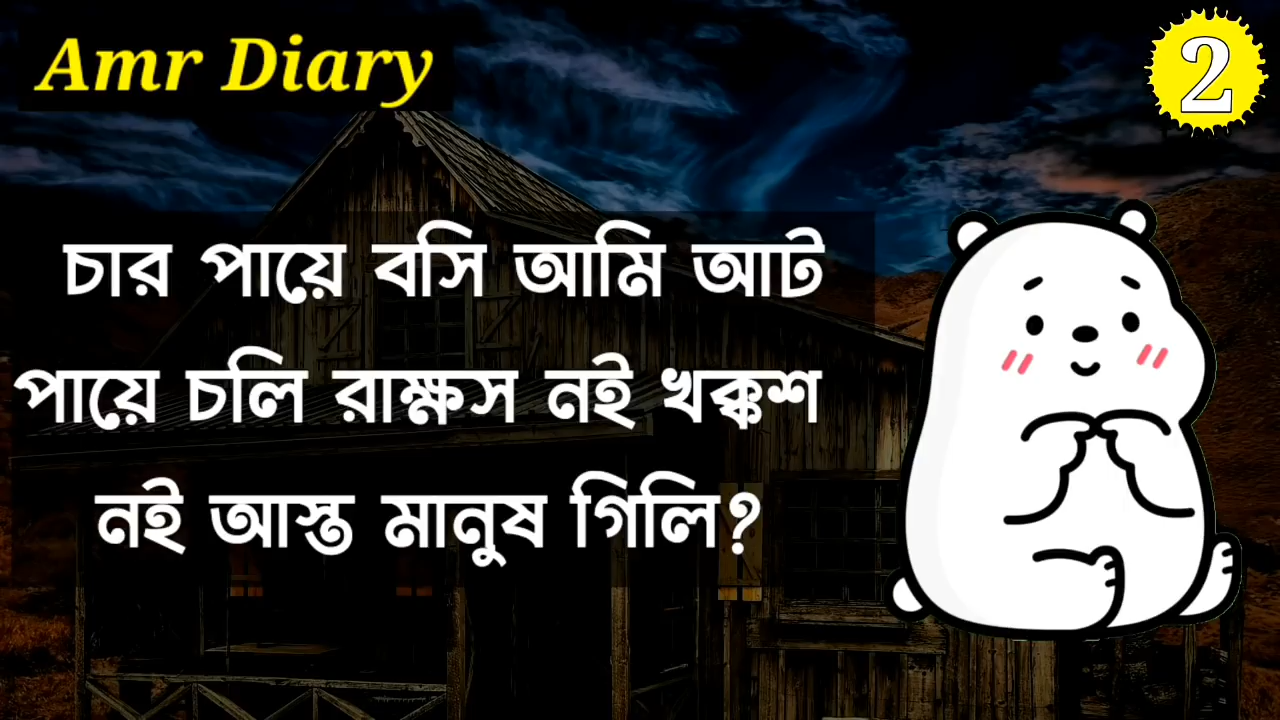 Amr Diary
2
চার পায়ে বসি আমি আট
পায়ে চলি রাক্ষস নই খক্কশ
নই আস্ত মানুষ গিলি?